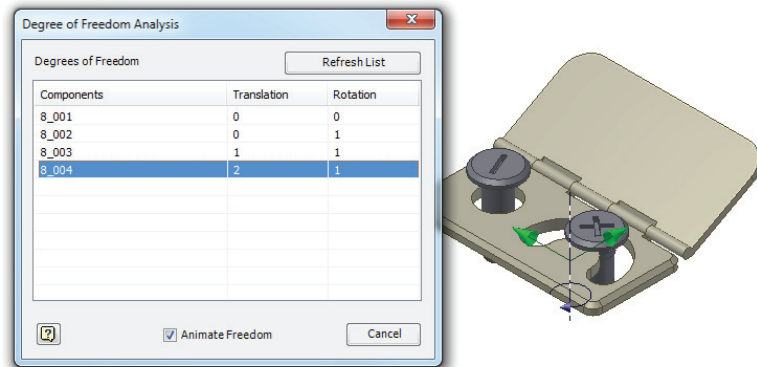 Degree of Freedom Analysis
Degrees of Freedom
Refresh List
Components Translation Rotation
8_001 0 0
8_002 0 1
8_003 1 1
8_004 2 1
Animate Freedom
Cancel